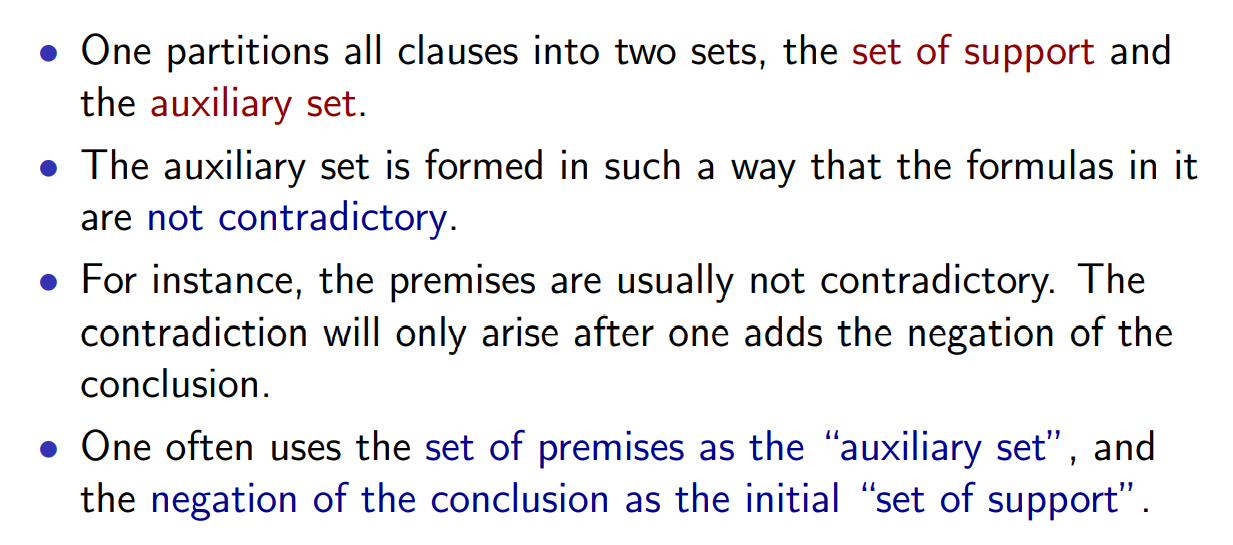 • One partitions all clauses into two sets, the set of support and
the auxiliary set.
• The auxiliary set is formed in such a way that the formulas in it
are not contradictory.
• For instance, the premises are usually not contradictory. The
contradiction will only arise after one adds the negation of the
conclusion.
• One often uses the set of premises as the “auxiliary set”, and
the negation of the conclusion as the initial “set of support”.